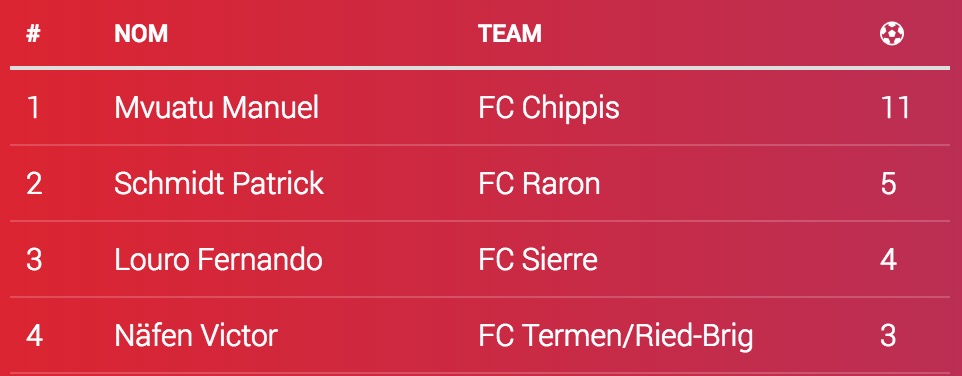 # NOM TEAM
1 Mvuatu Manuel FC Chippis 11
2 Schmidt Patrick FC Raron 5
3 Louro Fernando FC Sierre 4
4 Näfen Victor FC Termen/Ried-Brig 3